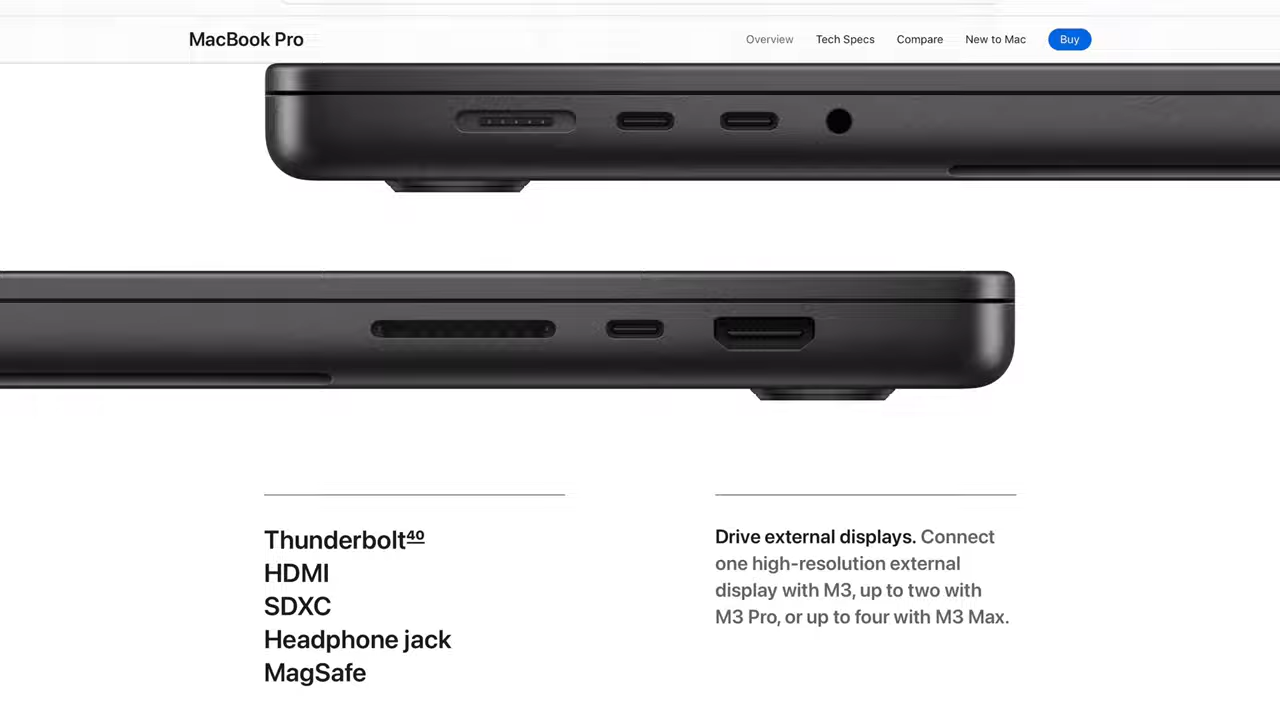 MacBook Pro
Overview Tech Specs Compare New to Mac Buy
Thunderbolt⁴⁰
HDMI
SDXC
Headphone jack
MagSafe
Drive external displays. Connect
one high-resolution external
display with M3, up to two with
M3 Pro, or up to four with M3 Max.